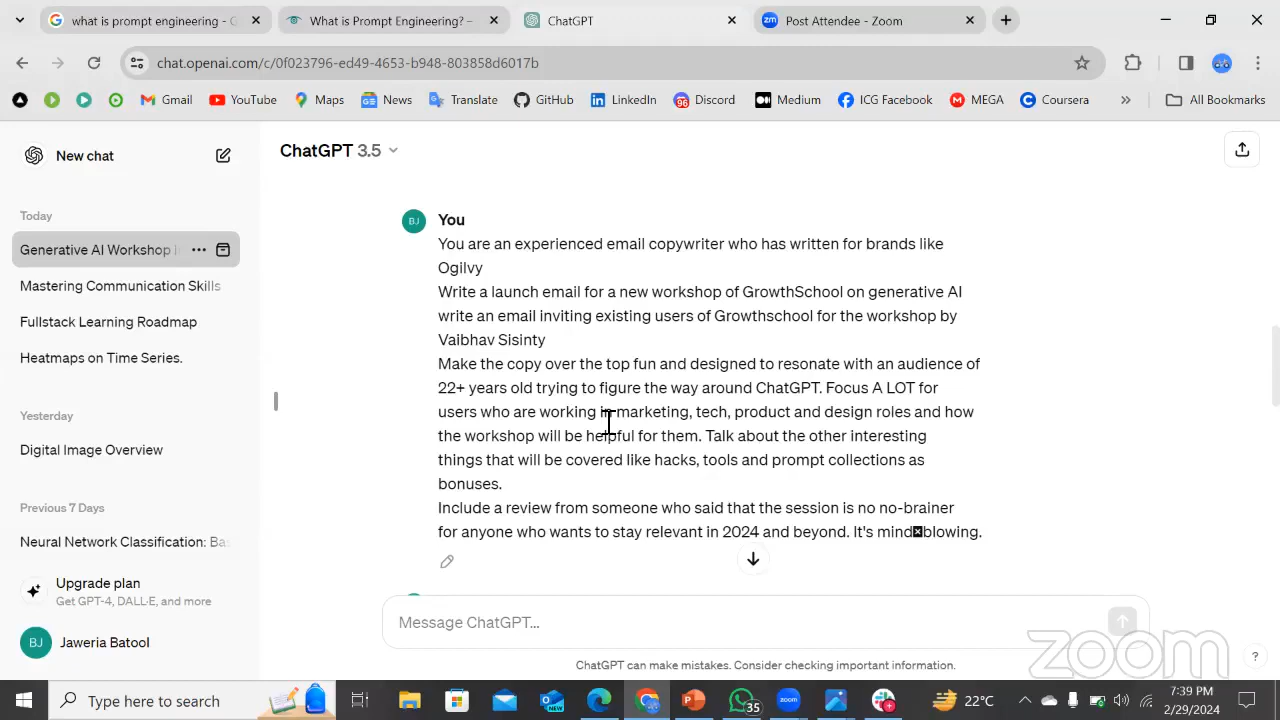 what is prompt engineering - G
What is Prompt Engineering? –
ChatGPT
zm Post Attendee - Zoom
chat.openai.com/c/0f023796-ed49-4653-b948-803858d6017b
Gmail YouTube Maps News Translate GitHub LinkedIn 96 Discord Medium ICG Facebook MEGA Coursera » All Bookmarks
New chat
ChatGPT 3.5
Today
Generative AI Workshop
Mastering Communication Skills
Fullstack Learning Roadmap
Heatmaps on Time Series.
Yesterday
Digital Image Overview
Previous 7 Days
Neural Network Classification: Ba
Upgrade plan
Get GPT-4, DALL·E, and more
BJ Jaweria Batool
BJ You
You are an experienced email copywriter who has written for brands like
Ogilvy
Write a launch email for a new workshop of GrowthSchool on generative AI
write an email inviting existing users of Growthschool for the workshop by
Vaibhav Sisinty
Make the copy over the top fun and designed to resonate with an audience of
22+ years old trying to figure the way around ChatGPT. Focus A LOT for
users who are working in marketing, tech, product and design roles and how
the workshop will be helpful for them. Talk about the other interesting
things that will be covered like hacks, tools and prompt collections as
bonuses.
Include a review from someone who said that the session is no no-brainer
for anyone who wants to stay relevant in 2024 and beyond. It's mind blowing.
Message ChatGPT...
ChatGPT can make mistakes. Consider checking important information.
?
zoom
Type here to search
NEW
35
zoom
22°C
7:39 PM
2/29/2024